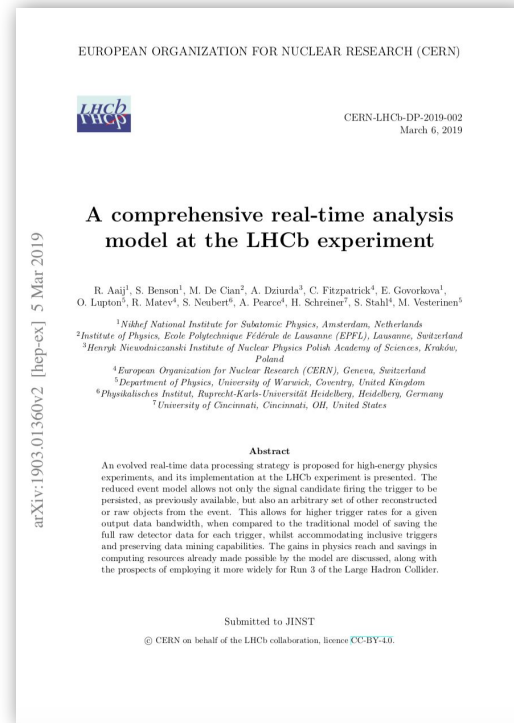 EUROPEAN ORGANIZATION FOR NUCLEAR RESEARCH (CERN)
LHCb
CERN-LHCb-DP-2019-002
March 6, 2019
A comprehensive real-time analysis
model at the LHCb experiment
R. Aaij¹, S. Benson¹, M. De Cian², A. Dziurda³, C. Fitzpatrick⁴, E. Govorkova¹,
O. Lupton⁵, R. Matev⁴, S. Neubert⁶, A. Pearce⁴, H. Schreiner⁷, S. Stahl⁴, M. Vesterinen⁵
¹Nikhef National Institute for Subatomic Physics, Amsterdam, Netherlands
²Institute of Physics, Ecole Polytechnique Fédérale de Lausanne (EPFL), Lausanne, Switzerland
³Henryk Niewodniczanski Institute of Nuclear Physics Polish Academy of Sciences, Kraków,
Poland
⁴European Organization for Nuclear Research (CERN), Geneva, Switzerland
⁵Department of Physics, University of Warwick, Coventry, United Kingdom
⁶Physikalisches Institut, Ruprecht-Karls-Universität Heidelberg, Heidelberg, Germany
⁷University of Cincinnati, Cincinnati, OH, United States
Abstract
An evolved real-time data processing strategy is proposed for high-energy physics
experiments, and its implementation at the LHCb experiment is presented. The
reduced event model allows not only the signal candidate firing the trigger to be
persisted, as previously available, but also an arbitrary set of other reconstructed
or raw objects from the event. This allows for higher trigger rates for a given
output data bandwidth, when compared to the traditional model of saving the
full raw detector data for each trigger, whilst accommodating inclusive triggers
and preserving data mining capabilities. The gains in physics reach and savings in
computing resources already made possible by the model are discussed, along with
the prospects of employing it more widely for Run 3 of the Large Hadron Collider.
Submitted to JINST
© CERN on behalf of the LHCb collaboration, licence CC-BY-4.0.
arXiv:1903.01360v2 [hep-ex] 5 Mar 2019